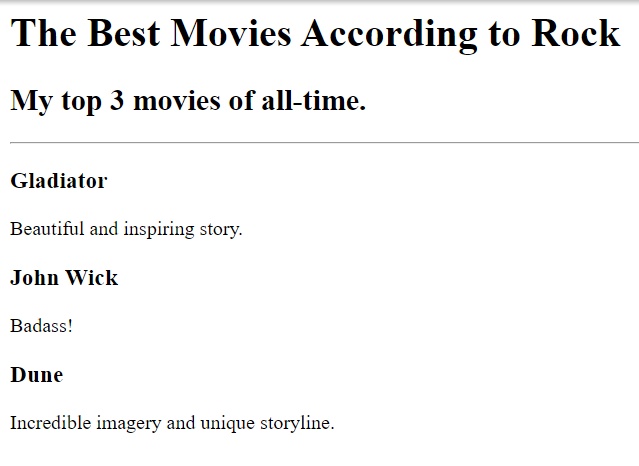 The Best Movies According to Rock
My top 3 movies of all-time.
Gladiator
Beautiful and inspiring story.
John Wick
Badass!
Dune
Incredible imagery and unique storyline.